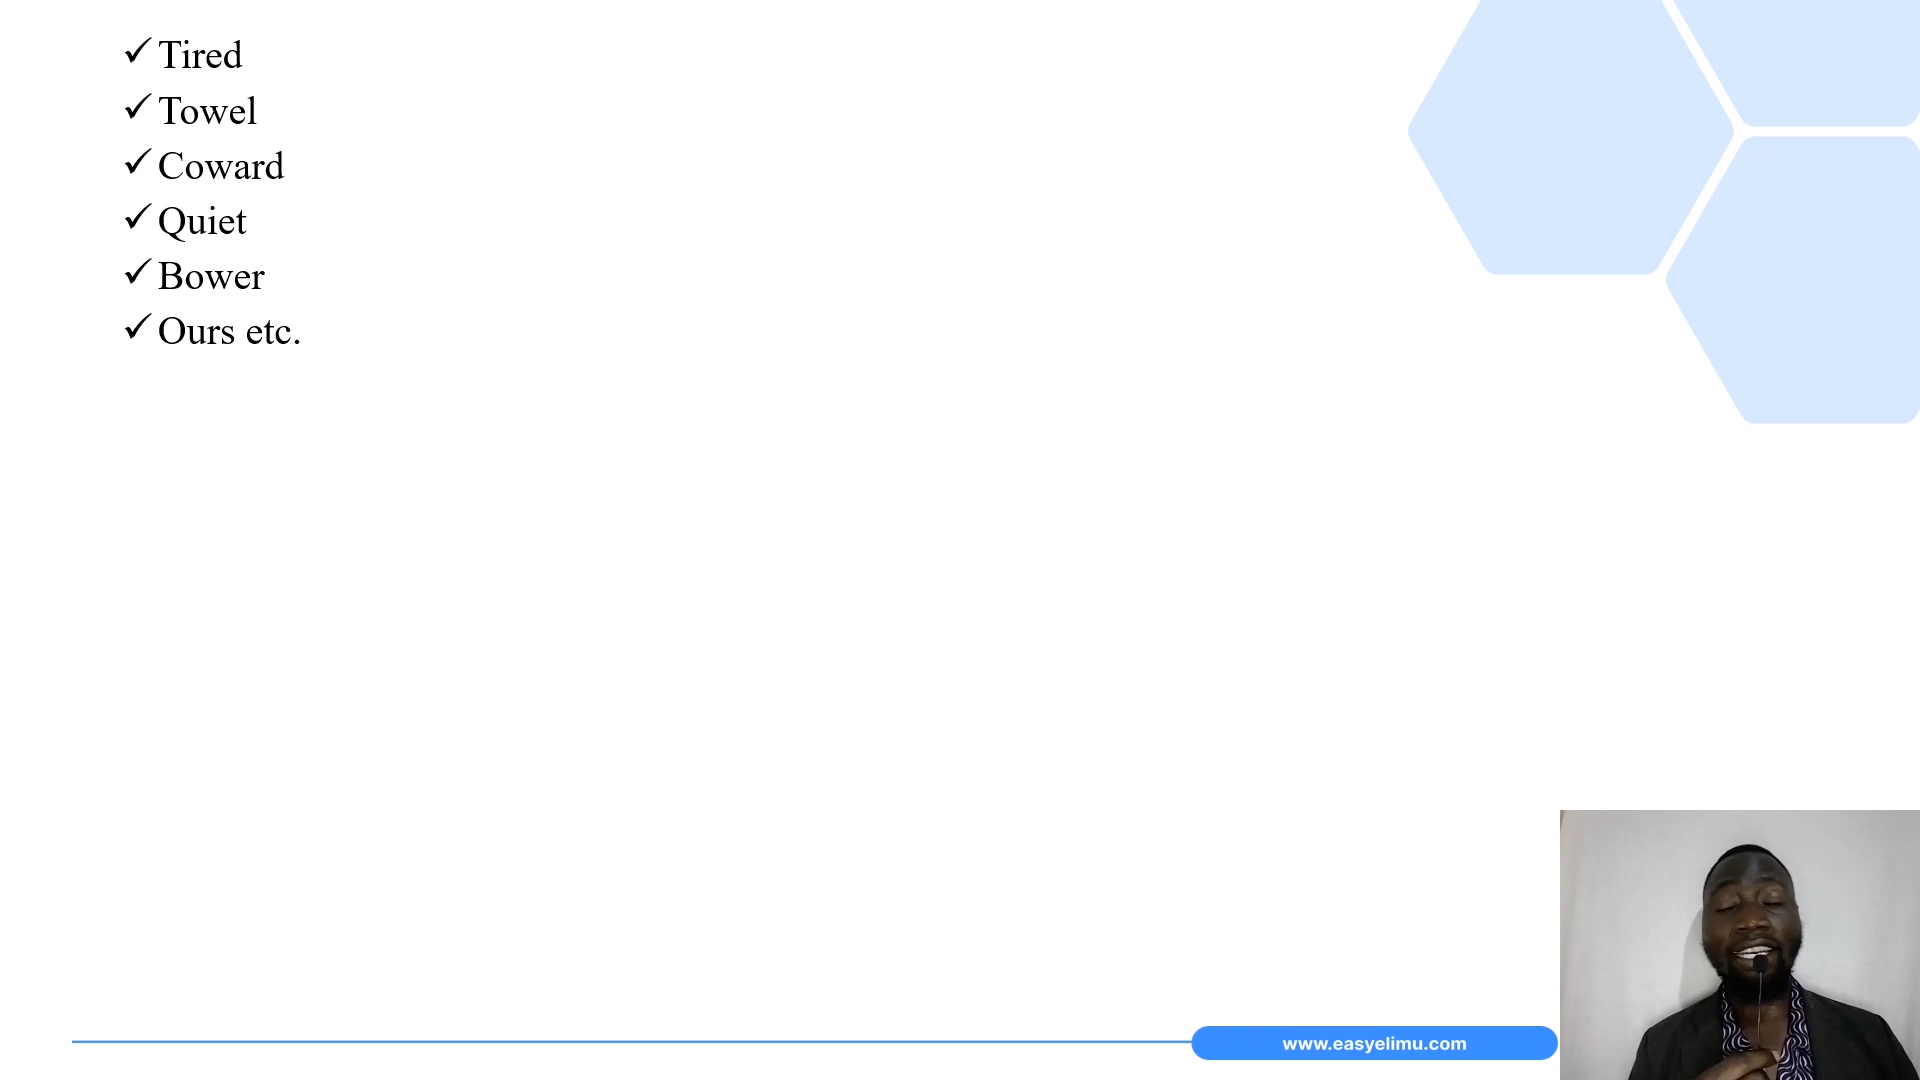 ✓ Tired
✓ Towel
✓ Coward
✓ Quiet
✓ Bower
✓ Ours etc.
www.easyelimu.com